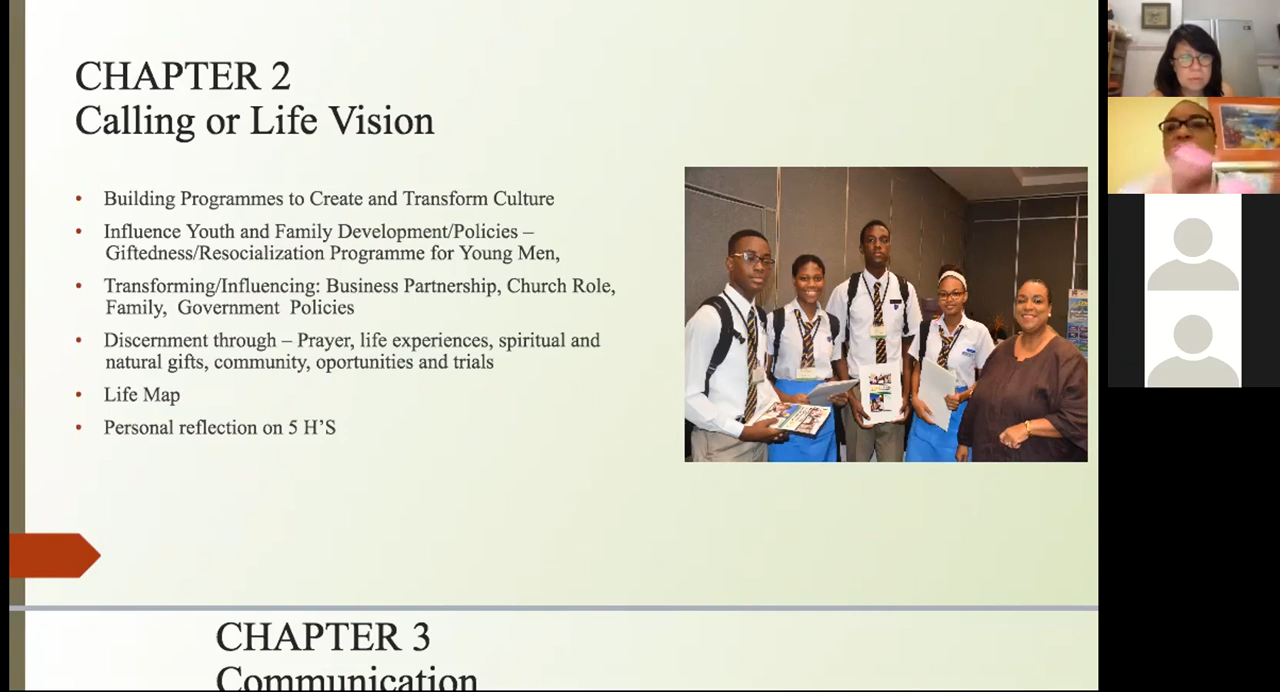 CHAPTER 2
Calling or Life Vision
• Building Programmes to Create and Transform Culture
• Influence Youth and Family Development/Policies –
Giftedness/Resocialization Programme for Young Men,
• Transforming/Influencing: Business Partnership, Church Role,
Family, Government Policies
• Discernment through – Prayer, life experiences, spiritual and
natural gifts, community, oportunities and trials
• Life Map
• Personal reflection on 5 H'S
CHAPTER 3
Communication